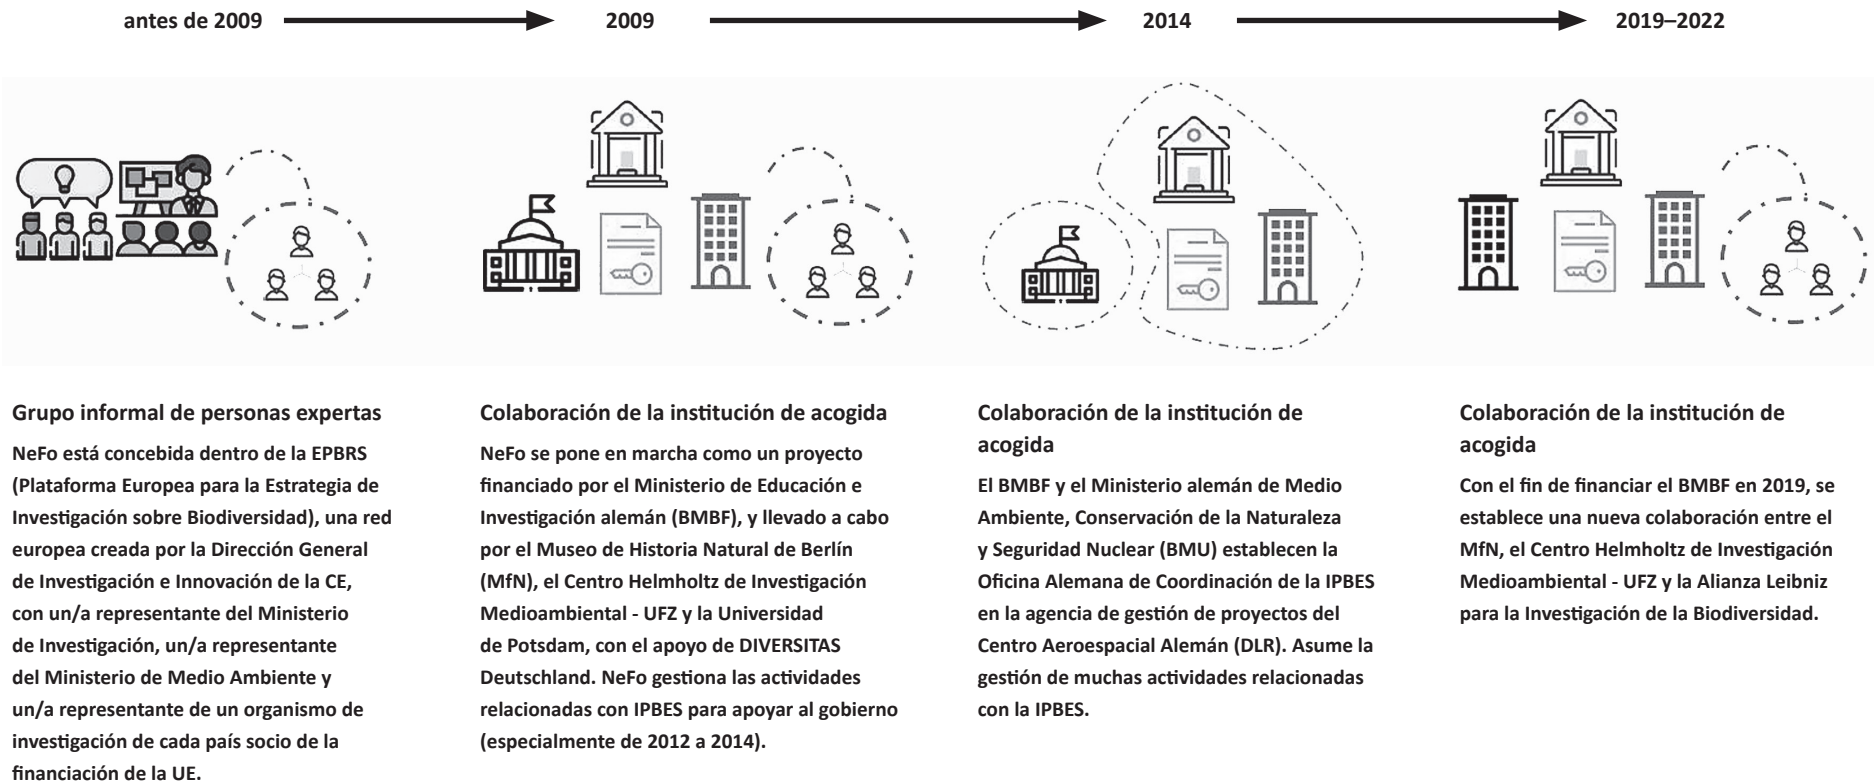 antes de 2009
2009
2014
2019–2022
Grupo informal de personas expertas
NeFo está concebida dentro de la EPBRS
(Plataforma Europea para la Estrategia de
Investigación sobre Biodiversidad), una red
europea creada por la Dirección General
de Investigación e Innovación de la CE,
con un/a representante del Ministerio
de Investigación, un/a representante
del Ministerio de Medio Ambiente y
un/a representante de un organismo de
investigación de cada país socio de la
financiación de la UE.
Colaboración de la institución de acogida
NeFo se pone en marcha como un proyecto
financiado por el Ministerio de Educación e
Investigación alemán (BMBF), y llevado a cabo
por el Museo de Historia Natural de Berlín
(MfN), el Centro Helmholtz de Investigación
Medioambiental - UFZ y la Universidad
de Potsdam, con el apoyo de DIVERSITAS
Deutschland. NeFo gestiona las actividades
relacionadas con IPBES para apoyar al gobierno
(especialmente de 2012 a 2014).
Colaboración de la institución de
acogida
El BMBF y el Ministerio alemán de Medio
Ambiente, Conservación de la Naturaleza
y Seguridad Nuclear (BMU) establecen la
Oficina Alemana de Coordinación de la IPBES
en la agencia de gestión de proyectos del
Centro Aeroespacial Alemán (DLR). Asume la
gestión de muchas actividades relacionadas
con la IPBES.
Colaboración de la institución de
acogida
Con el fin de financiar el BMBF en 2019, se
establece una nueva colaboración entre el
MfN, el Centro Helmholtz de Investigación
Medioambiental - UFZ y la Alianza Leibniz
para la Investigación de la Biodiversidad.